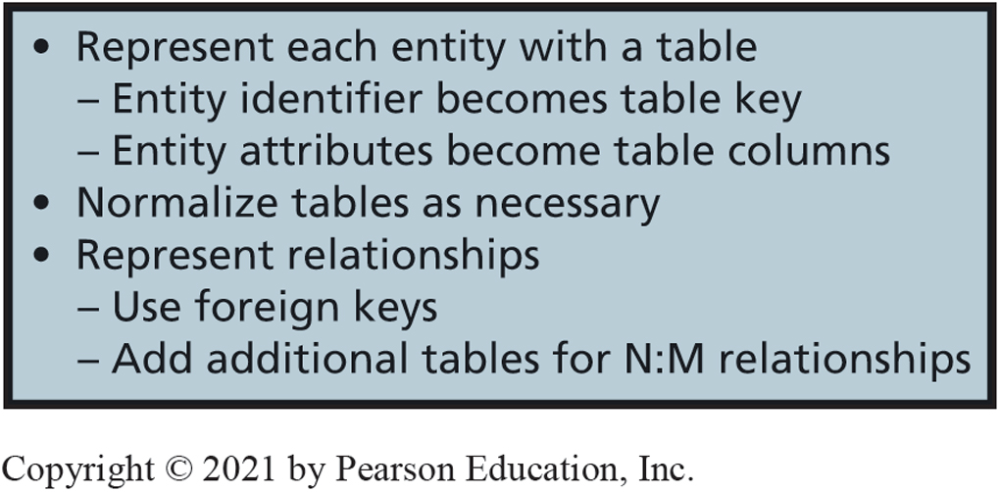 • Represent each entity with a table
– Entity identifier becomes table key
– Entity attributes become table columns
• Normalize tables as necessary
• Represent relationships
– Use foreign keys
– Add additional tables for N:M relationships
Copyright © 2021 by Pearson Education, Inc.